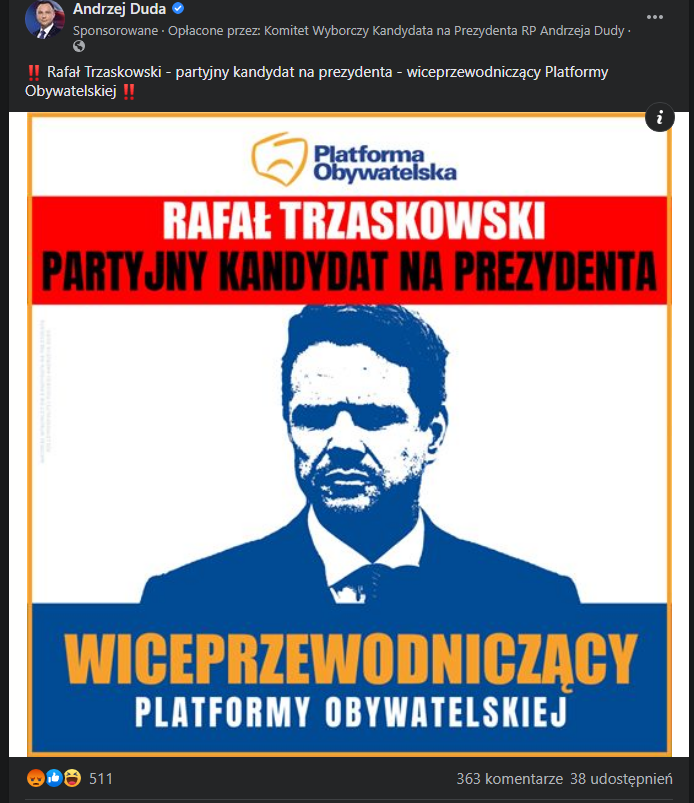 Andrzej Duda
Sponsorowane · Opłacone przez: Komitet Wyborczy Kandydata na Prezydenta RP Andrzeja Dudy ·
‼️ Rafał Trzaskowski - partyjny kandydat na prezydenta - wiceprzewodniczący Platformy
Obywatelskiej ‼️
Platforma
Obywatelska
RAFAŁ TRZASKOWSKI
PARTYJNY KANDYDAT NA PREZYDENTA
WICEPRZEWODNICZĄCY
PLATFORMY OBYWATELSKIEJ
511
363 komentarze 38 udostępnień